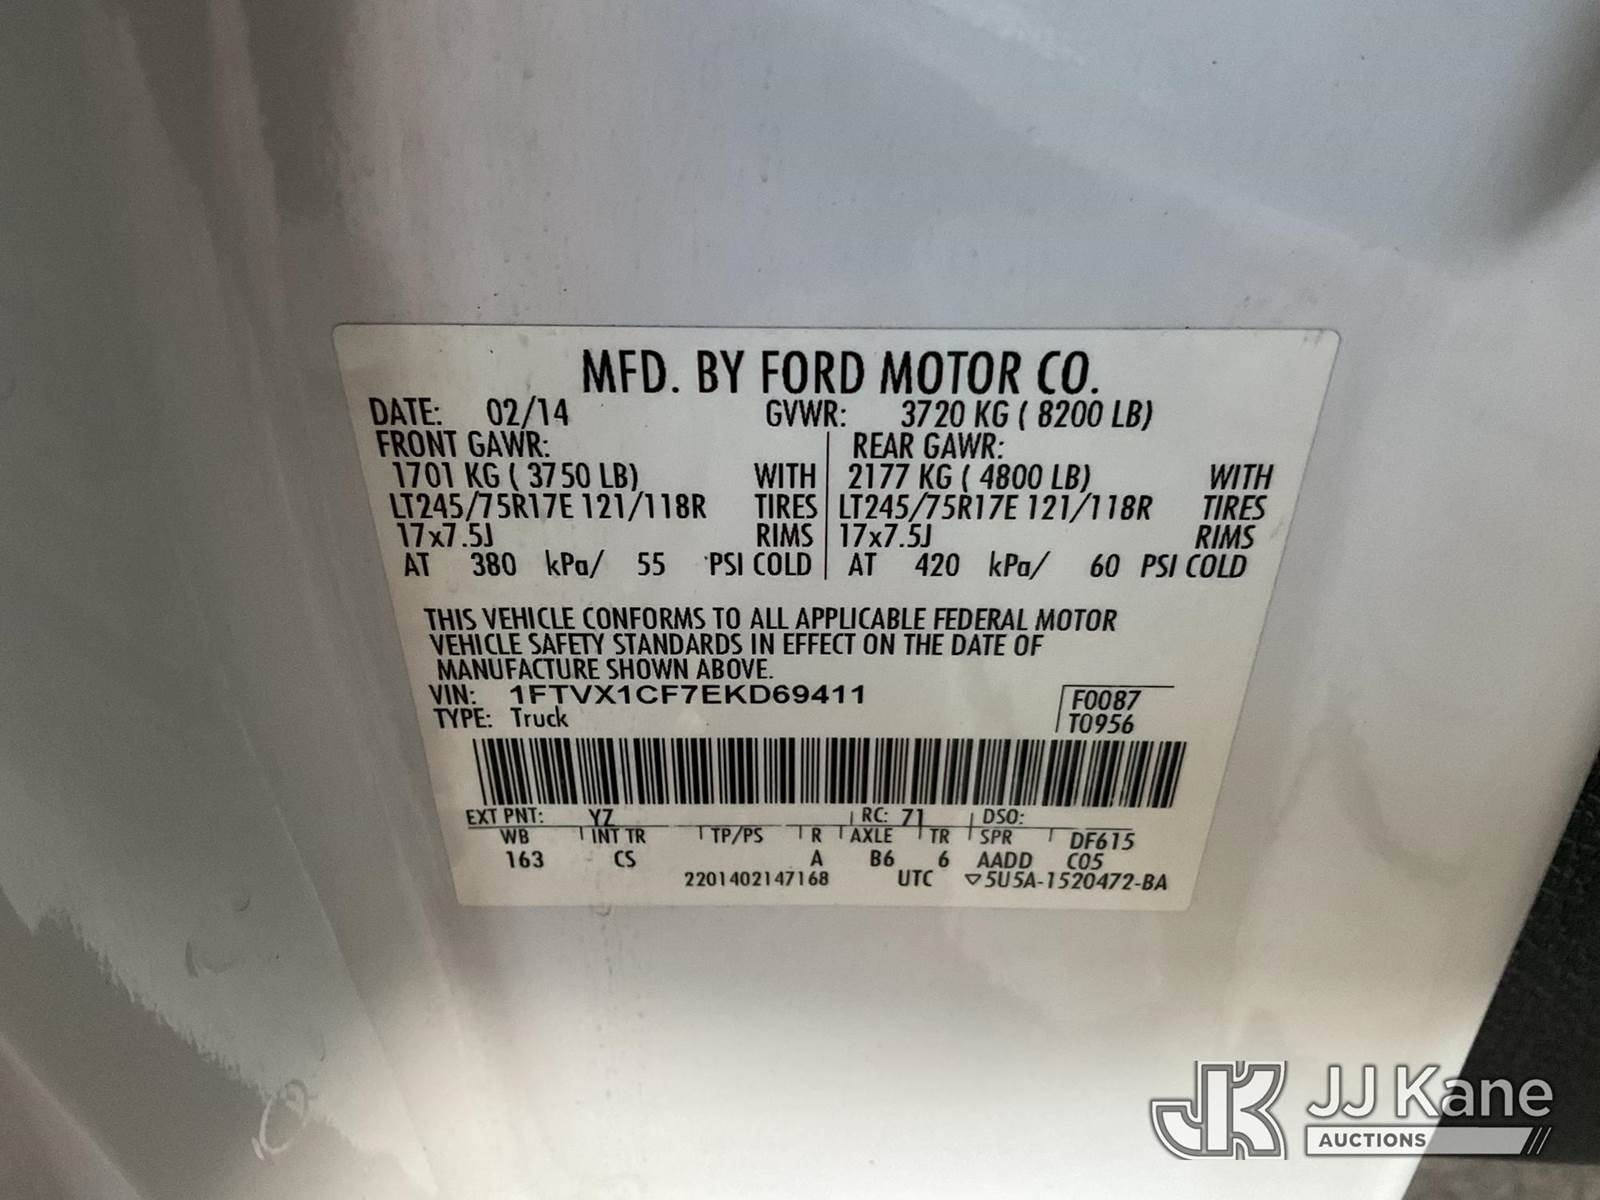 MFD. BY FORD MOTOR CO.
DATE: 02/14 GVWR: 3720 KG ( 8200 LB)
FRONT GAWR: REAR GAWR:
1701 KG ( 3750 LB) WITH 2177 KG ( 4800 LB) WITH
LT245/75R17E 121/118R TIRES LT245/75R17E 121/118R TIRES
17x7.5J RIMS 17x7.5J RIMS
AT 380 kPa/ 55 PSI COLD AT 420 kPa/ 60 PSI COLD
THIS VEHICLE CONFORMS TO ALL APPLICABLE FEDERAL MOTOR
VEHICLE SAFETY STANDARDS IN EFFECT ON THE DATE OF
MANUFACTURE SHOWN ABOVE.
VIN: 1FTVX1CF7EKD69411 F0087
TYPE: Truck T0956
EXT PNT: YZ RC: 71 DSO:
WB INT TR TP/PS R AXLE TR SPR DF615
163 CS A B6 6 AADD C05
2201402147168 UTC ▽5U5A-1520472-BA
JK JJ Kane
AUCTIONS